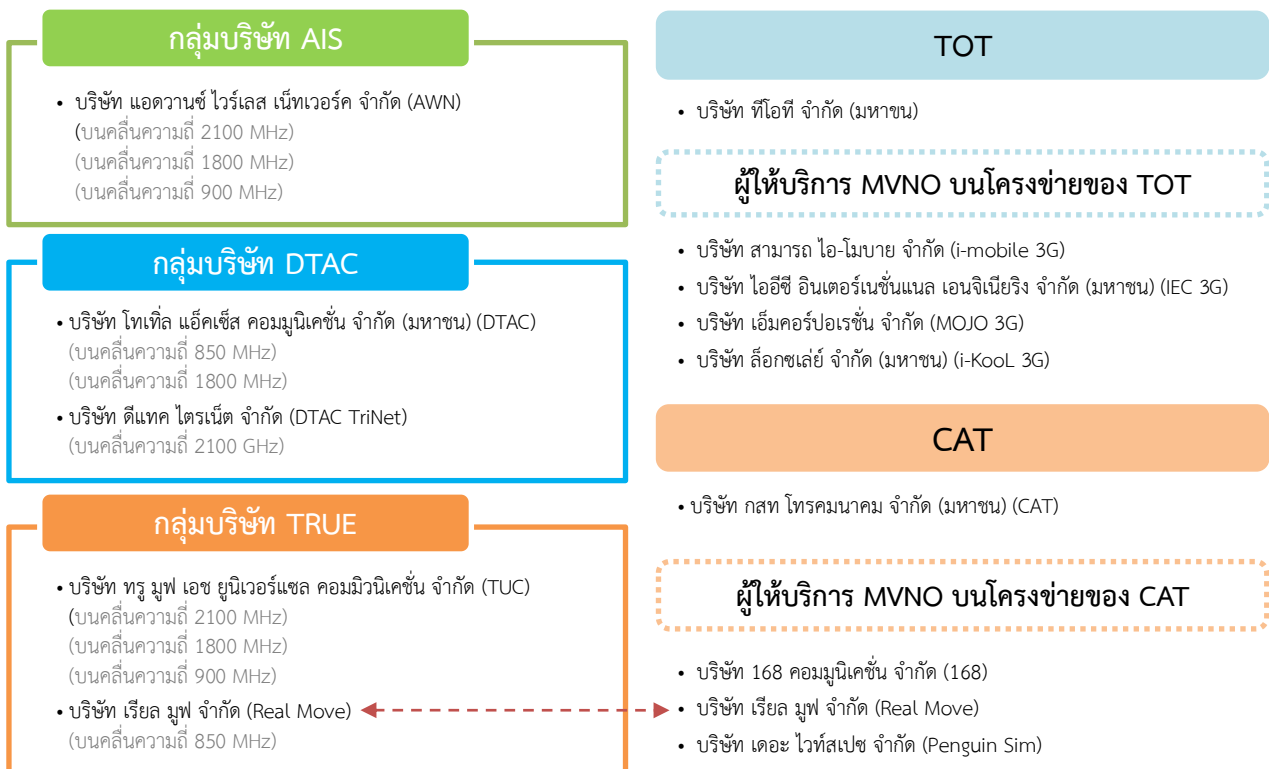 กลุ่มบริษัท AIS
• บริษัท แอดวานซ์ ไวร์เลส เน็ทเวอร์ค จำกัด (AWN)
(บนคลื่นความถี่ 2100 MHz)
(บนคลื่นความถี่ 1800 MHz)
(บนคลื่นความถี่ 900 MHz)
กลุ่มบริษัท DTAC
• บริษัท โทเทิ่ล แอ็คเซ็ส คอมมูนิเคชั่น จำกัด (มหาชน) (DTAC)
(บนคลื่นความถี่ 850 MHz)
(บนคลื่นความถี่ 1800 MHz)
• บริษัท ดีแทค ไตรเน็ต จำกัด (DTAC TriNet)
(บนคลื่นความถี่ 2100 GHz)
กลุ่มบริษัท TRUE
• บริษัท ทรู มูฟ เอช ยูนิเวอร์แซล คอมมิวนิเคชั่น จำกัด (TUC)
(บนคลื่นความถี่ 2100 MHz)
(บนคลื่นความถี่ 1800 MHz)
(บนคลื่นความถี่ 900 MHz)
• บริษัท เรียล มูฟ จำกัด (Real Move)
(บนคลื่นความถี่ 850 MHz)
TOT
• บริษัท ทีโอที จำกัด (มหาชน)
ผู้ให้บริการ MVNO บนโครงข่ายของ TOT
• บริษัท สามารถ ไอ-โมบาย จำกัด (i-mobile 3G)
• บริษัท ไออีซี อินเตอร์เนชั่นแนล เอนจิเนียริง จำกัด (มหาชน) (IEC 3G)
• บริษัท เอ็มคอร์ปอเรชั่น จำกัด (MOJO 3G)
• บริษัท ล็อกซเล่ย์ จำกัด (มหาชน) (i-KooL 3G)
CAT
• บริษัท กสท โทรคมนาคม จำกัด (มหาชน) (CAT)
ผู้ให้บริการ MVNO บนโครงข่ายของ CAT
• บริษัท 168 คอมมูนิเคชั่น จำกัด (168)
• บริษัท เรียล มูฟ จำกัด (Real Move)
• บริษัท เดอะ ไวท์สเปซ จำกัด (Penguin Sim)